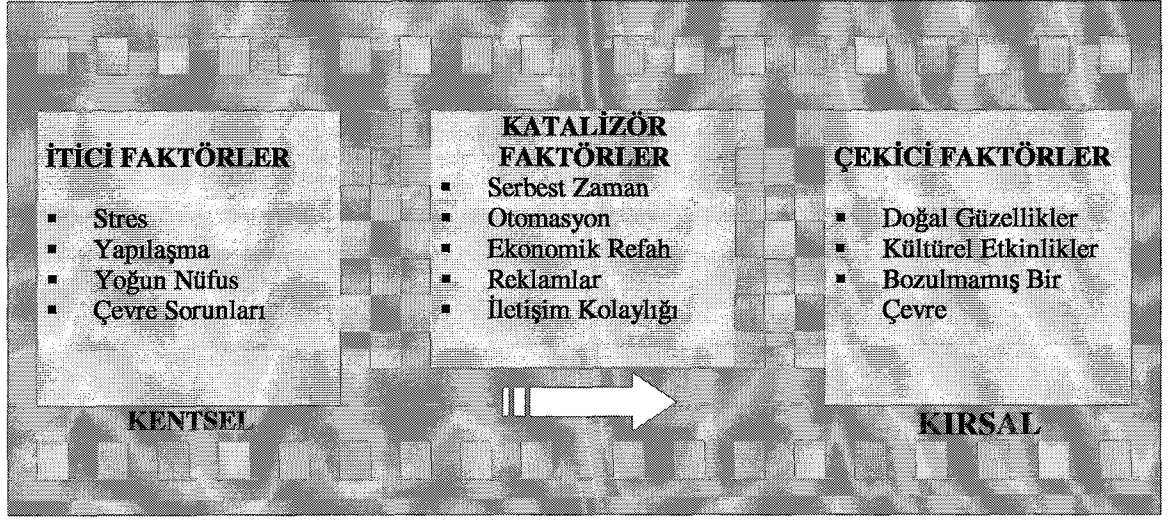 İTİCİ FAKTÖRLER
▪ Stres
▪ Yapılaşma
▪ Yoğun Nüfus
▪ Çevre Sorunları
KENTSEL
KATALİZÖR
FAKTÖRLER
▪ Serbest Zaman
▪ Otomasyon
▪ Ekonomik Refah
▪ Reklamlar
▪ İletişim Kolaylığı
ÇEKİCİ FAKTÖRLER
▪ Doğal Güzellikler
▪ Kültürel Etkinlikler
▪ Bozulmamış Bir
Çevre
KIRSAL